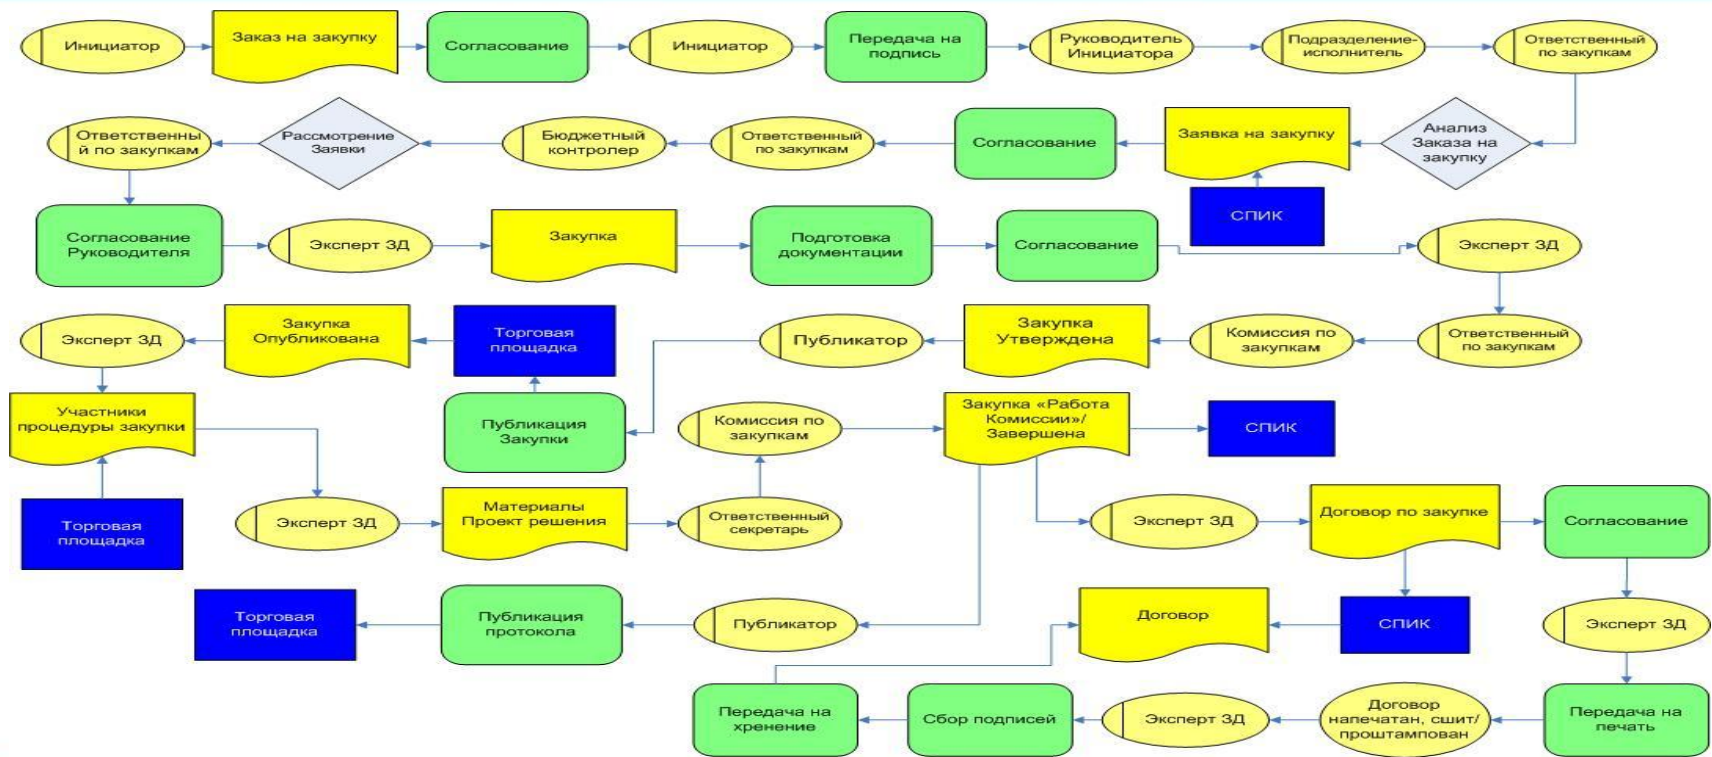 Инициатор
Заказ на закупку
Согласование
Инициатор
Передача на
подпись
Руководитель
Инициатора
Подразделение-
исполнитель
Ответственный
по закупкам
Ответственны
й по закупкам
Рассмотрение
Заявки
Бюджетный
контролер
Ответственный
по закупкам
Согласование
Заявка на закупку
Анализ
Заказа на
закупку
СПИК
Согласование
Руководителя
Эксперт ЗД
Закупка
Подготовка
документации
Согласование
Эксперт ЗД
Эксперт ЗД
Закупка
Опубликована
Торговая
площадка
Публикатор
Закупка
Утверждена
Комиссия по
закупкам
Ответственный
по закупкам
Участники
процедуры закупки
Публикация
Закупки
Комиссия по
закупкам
Закупка «Работа
Комиссии»/
Завершена
СПИК
Торговая
площадка
Эксперт ЗД
Материалы
Проект решения
Ответственный
секретарь
Эксперт ЗД
Договор по закупке
Согласование
Торговая
площадка
Публикация
протокола
Публикатор
Договор
СПИК
Эксперт ЗД
Передача на
хренение
Сбор подписей
Эксперт ЗД
Договор
напечатан, сшит/
проштампован
Передача на
печать